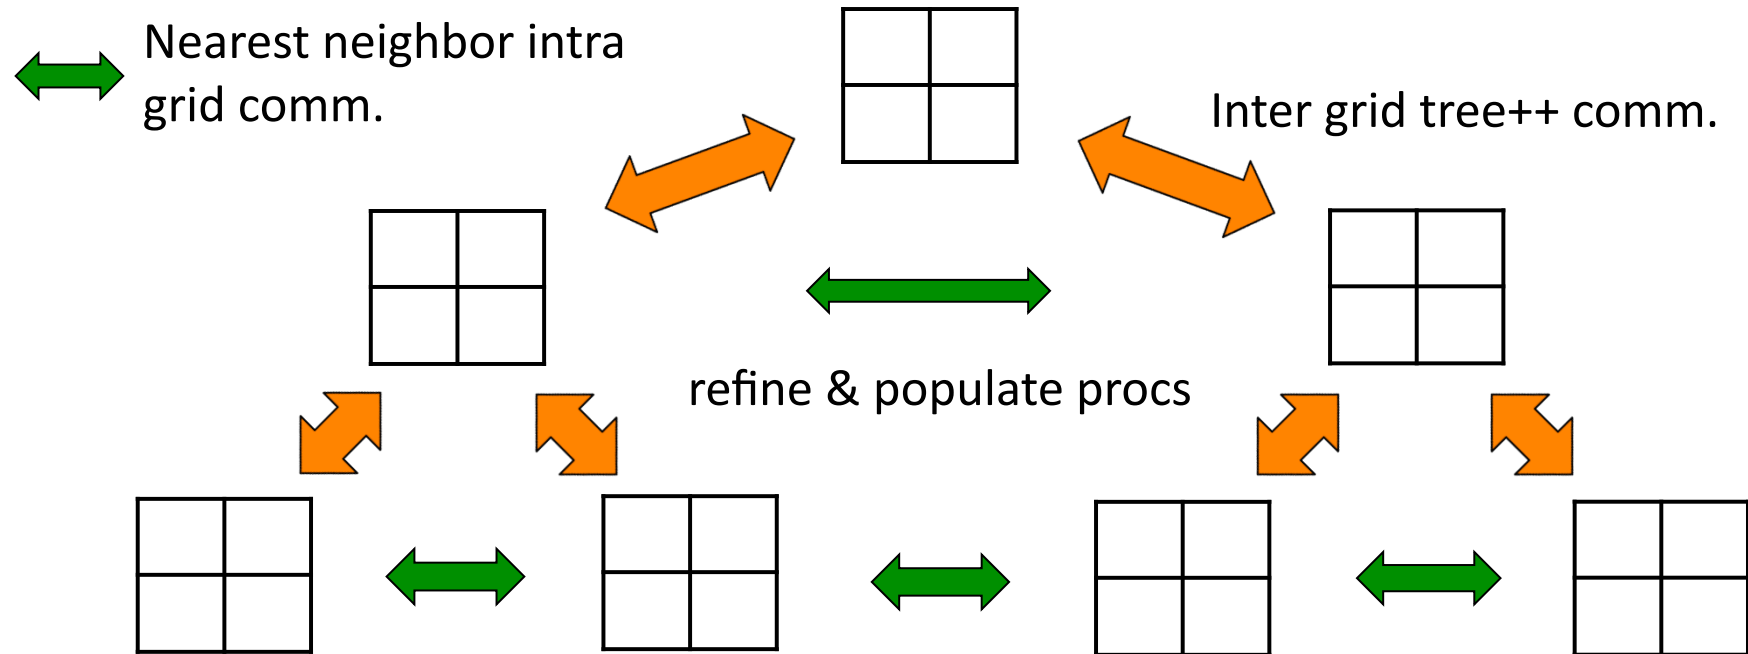 Nearest neighbor intra
grid comm.
Inter grid tree++ comm.
refine & populate procs